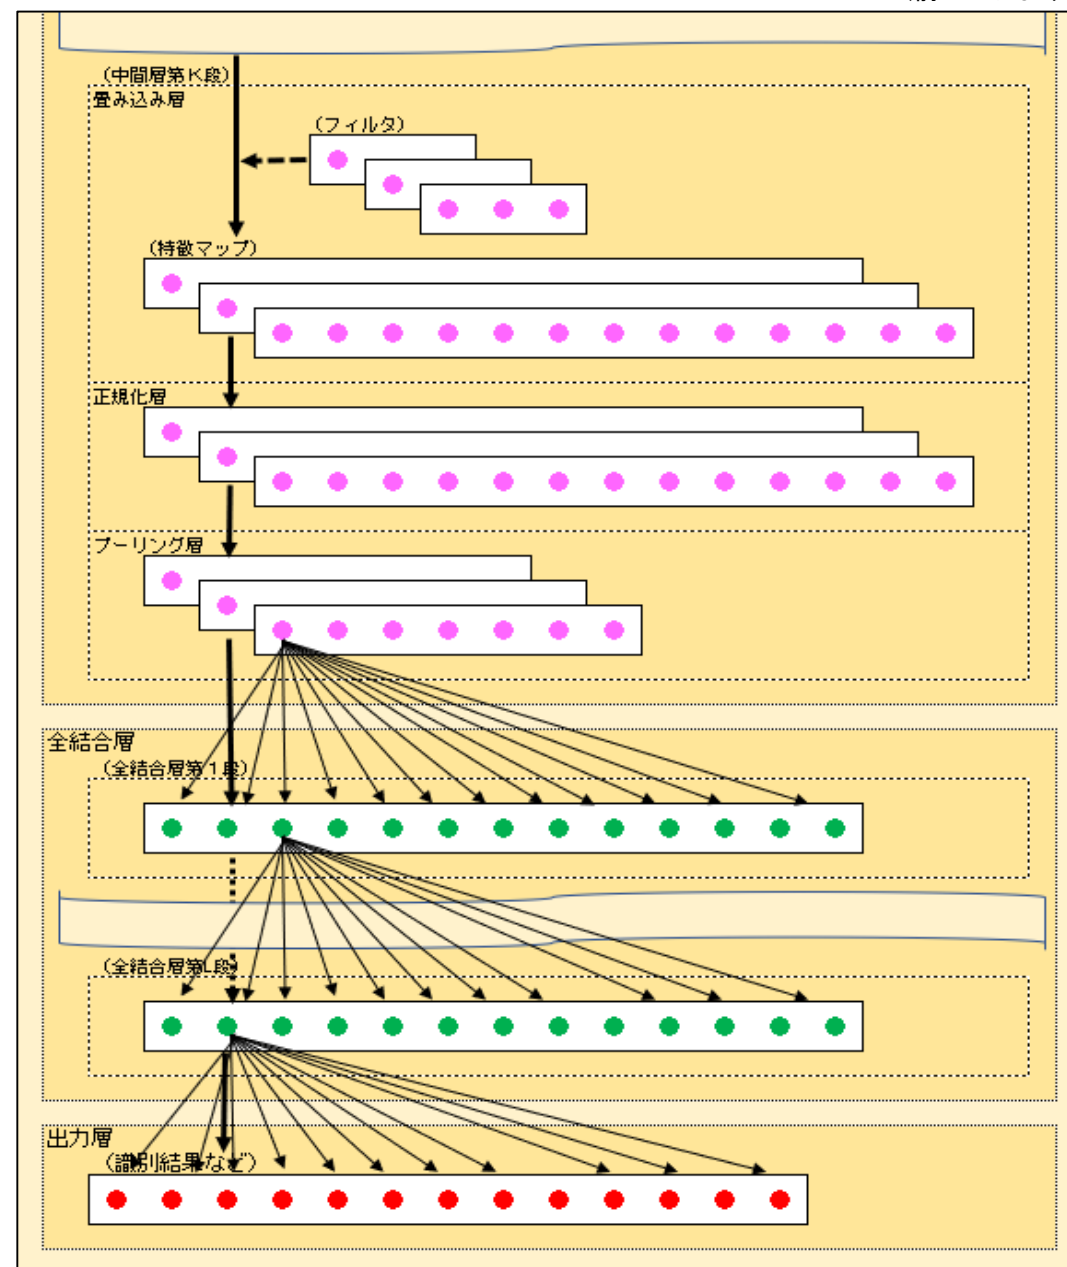 (中間層第K段)
畳み込み層
(フィルタ)
(特徴マップ)
正規化層
プーリング層
全結合層
(全結合層第1段)
(全結合層第L段)
出力層
(識別結果など)